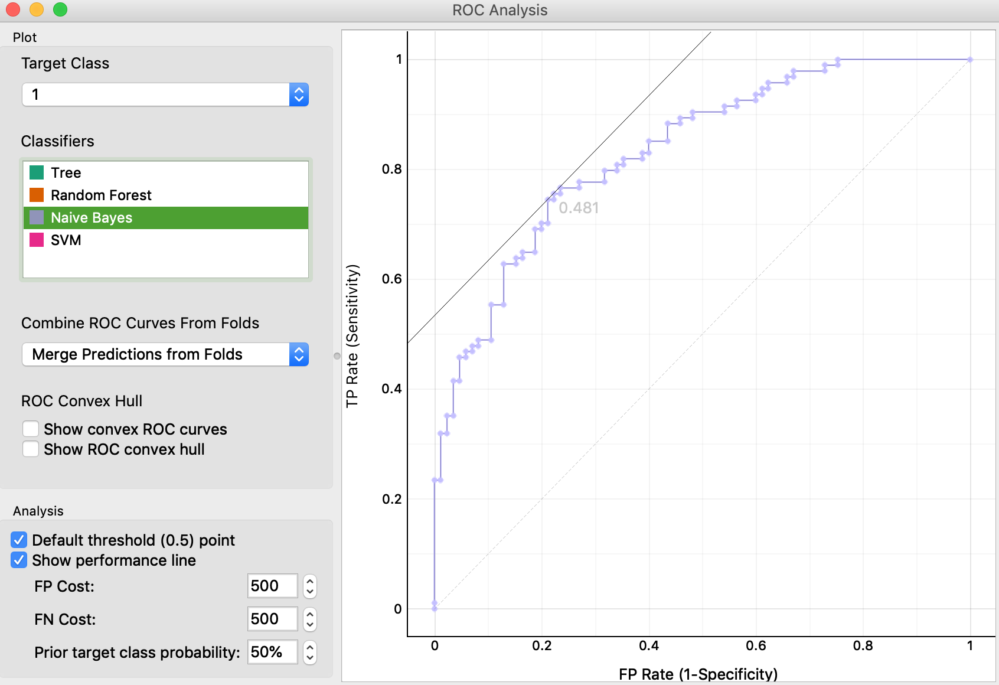 ROC Analysis
Plot
Target Class
1
Classifiers
Tree
Random Forest
Naive Bayes
SVM
Combine ROC Curves From Folds
Merge Predictions from Folds
ROC Convex Hull
Show convex ROC curves
Show ROC convex hull
Analysis
Default threshold (0.5) point
Show performance line
FP Cost: 500
FN Cost: 500
Prior target class probability: 50%
TP Rate (Sensitivity)
1
0.8
0.6
0.4
0.2
0
0.481
0 0.2 0.4 0.6 0.8 1
FP Rate (1-Specificity)